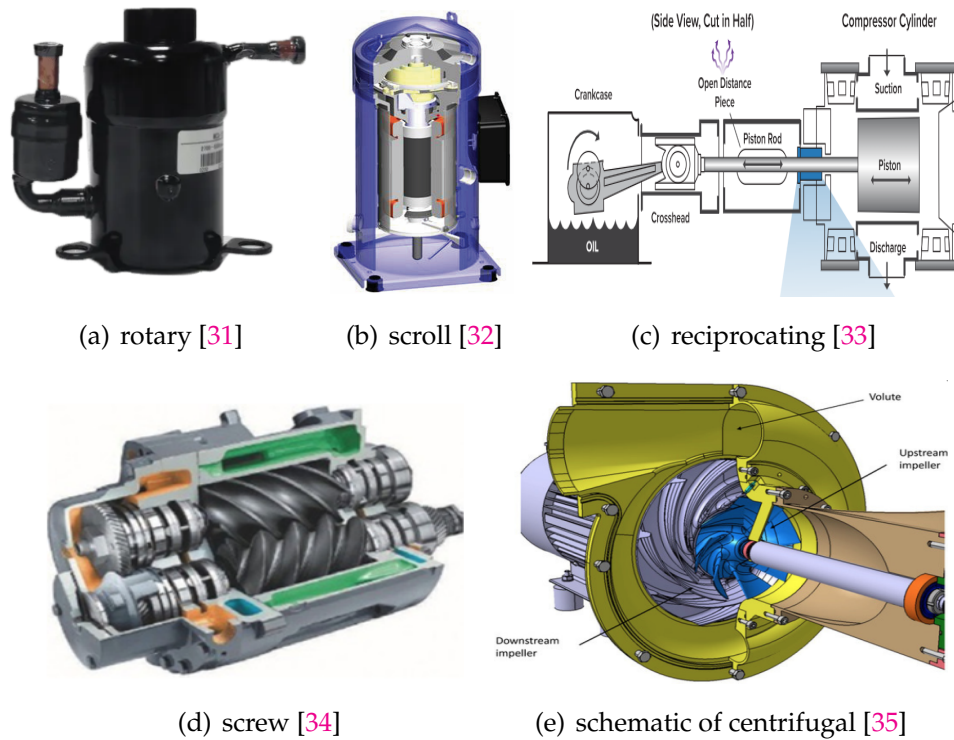 (Side View, Cut in Half)
Compressor Cylinder
Open Distance
Piece
Suction
Crankcase
Piston Rod
Piston
Crosshead
OIL
Discharge
(a) rotary [31]
(b) scroll [32]
(c) reciprocating [33]
Volute
Upstream
impeller
Downstream
impeller
(d) screw [34]
(e) schematic of centrifugal [35]